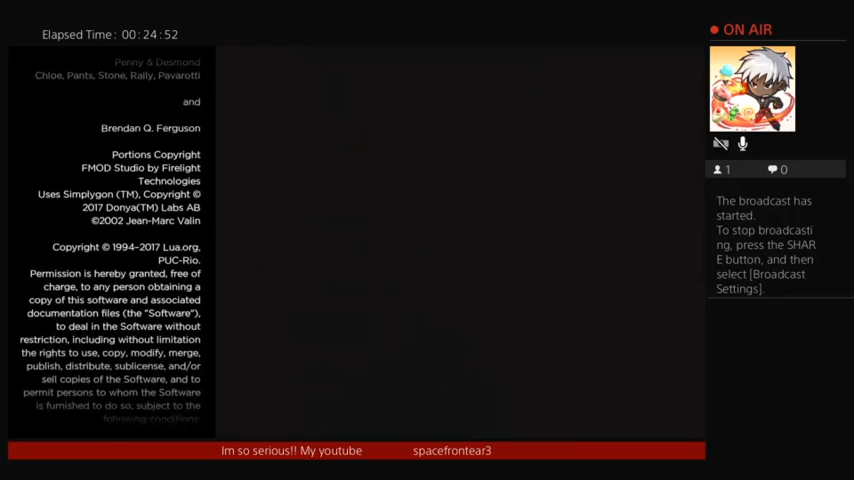 Elapsed Time: 00:24:52
ON AIR
Penny & Desmond
Chloe, Pants, Stone, Rally, Pavarotti
and
Brendan Q. Ferguson
Portions Copyright
FMOD Studio by Firelight
Technologies
Uses Simplygon (TM), Copyright ©
2017 Donya(TM) Labs AB
©2002 Jean-Marc Valin
Copyright © 1994-2017 Lua.org,
PUC-Rio.
Permission is hereby granted, free of
charge, to any person obtaining a
copy of this software and associated
documentation files (the "Software"),
to deal in the Software without
restriction, including without limitation
the rights to use, copy, modify, merge,
publish, distribute, sublicense, and/or
sell copies of the Software, and to
permit persons to whom the Software
is furnished to do so, subject to the
following conditions:
1
0
The broadcast has
started.
To stop broadcasti
ng, press the SHAR
E button, and then
select [Broadcast
Settings].
Im so serious!! My youtube spacefrontear3